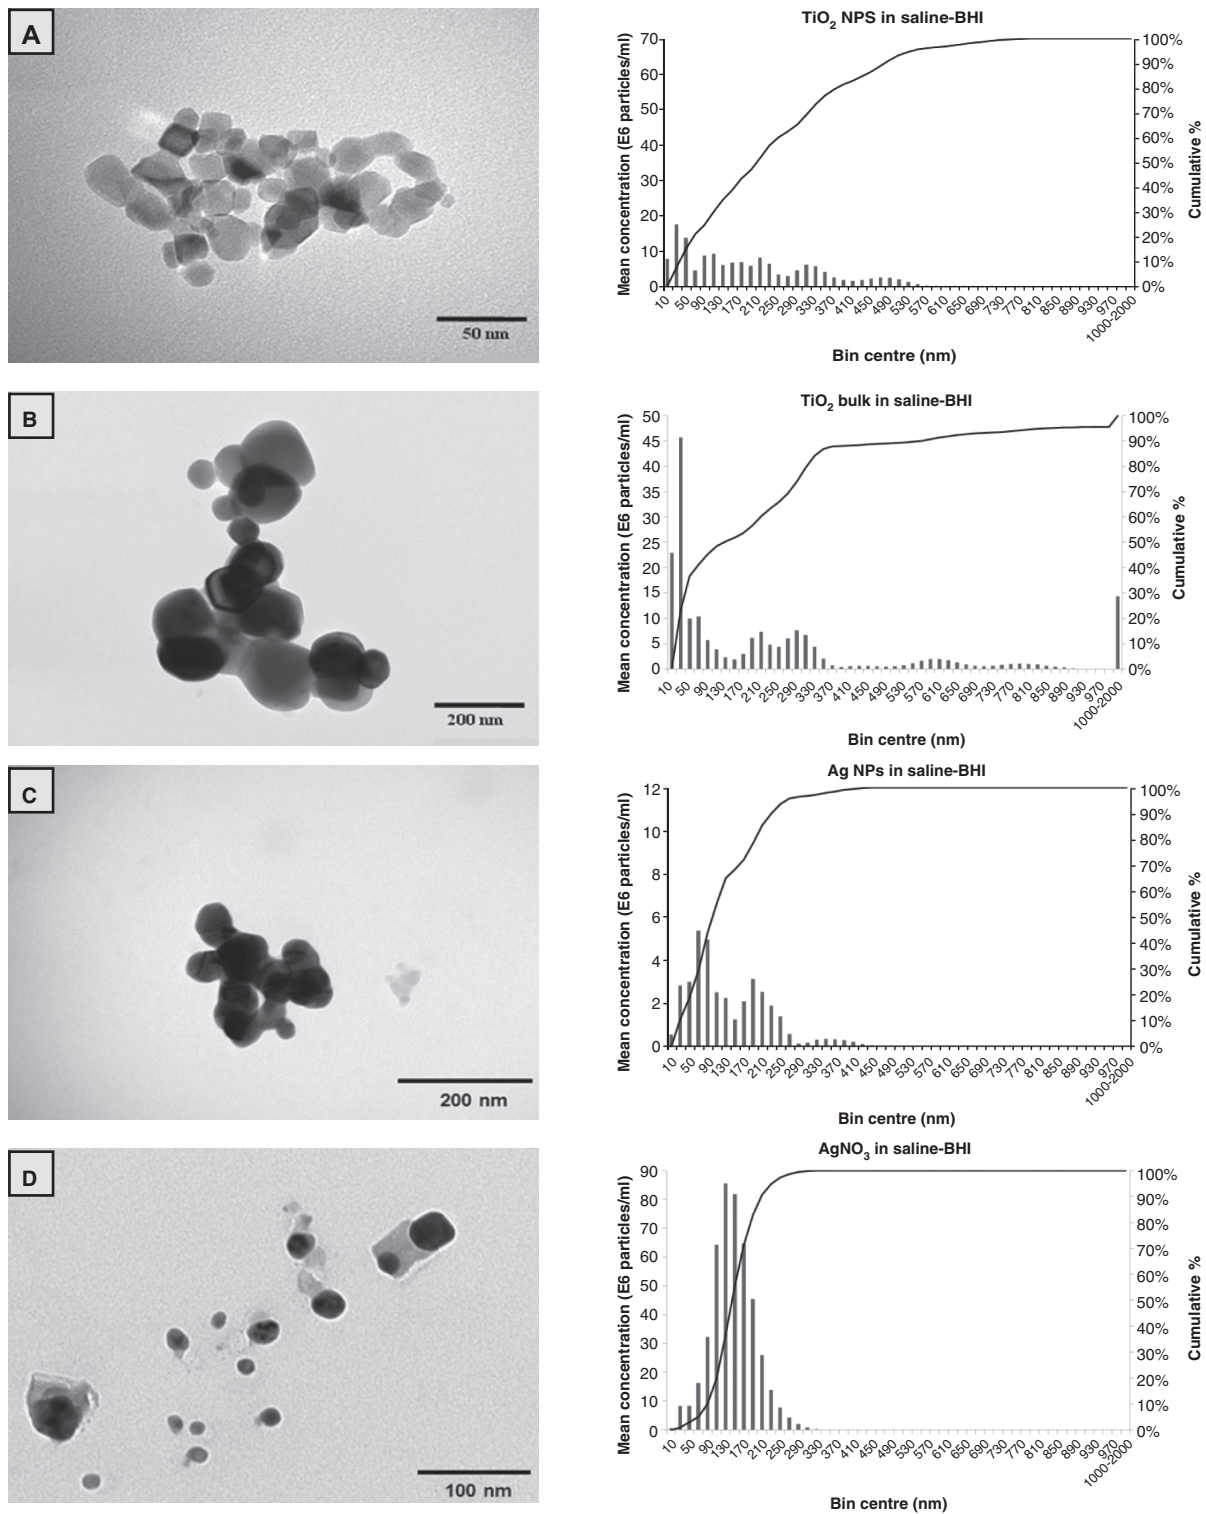 A
50 nm
TiO2 NPS in saline-BHI
Mean concentration (E6 particles/ml)
70
60
50
40
30
20
10
0
100%
90%
80%
70%
60%
50%
40%
30%
20%
10%
0%
Cumulative %
10 50 90 130 170 210 250 290 330 370 410 450 490 530 570 610 650 690 730 770 810 850 890 930 970 1000-2000
Bin centre (nm)
B
200 nm
TiO2 bulk in saline-BHI
Mean concentration (E6 particles/ml)
50
45
40
35
30
25
20
15
10
5
0
100%
90%
80%
70%
60%
50%
40%
30%
20%
10%
0%
Cumulative %
10 50 90 130 170 210 250 290 330 370 410 450 490 530 570 610 650 690 730 770 810 850 890 930 970 1000-2000
Bin centre (nm)
C
200 nm
Ag NPs in saline-BHI
Mean concentration (E6 particles/ml)
12
10
8
6
4
2
0
100%
90%
80%
70%
60%
50%
40%
30%
20%
10%
0%
Cumulative %
10 50 90 130 170 210 250 290 330 370 410 450 490 530 570 610 650 690 730 770 810 850 890 930 970 1000-2000
Bin centre (nm)
D
100 nm
AgNO3 in saline-BHI
Mean concentration (E6 particles/ml)
90
80
70
60
50
40
30
20
10
0
100%
90%
80%
70%
60%
50%
40%
30%
20%
10%
0%
Cumulative %
10 50 90 130 170 210 250 290 330 370 410 450 490 530 570 610 650 690 730 770 810 850 890 930 970 1000-2000
Bin centre (nm)